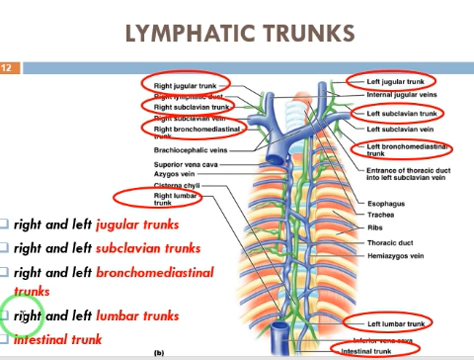 LYMPHATIC TRUNKS
12
Right jugular trunk
Right lymphatic duct
Right subclavian trunk
Right subclavian vein
Right bronchomediastinal
trunk
Brachiocephalic veins
Superior vena cava
Azygos vein
Cisterna chyli
Right lumbar
trunk
Left jugular trunk
Internal jugular veins
Left subclavian trunk
Left subclavian vein
Left bronchomediastinal
trunk
Entrance of thoracic duct
into left subclavian vein
Esophagus
Trachea
Ribs
Thoracic duct
Hemiazygos vein
Left lumbar trunk
Inferior vena cava
Intestinal trunk
(b)
right and left jugular trunks
right and left subclavian trunks
right and left bronchomediastinal
trunks
right and left lumbar trunks
intestinal trunk